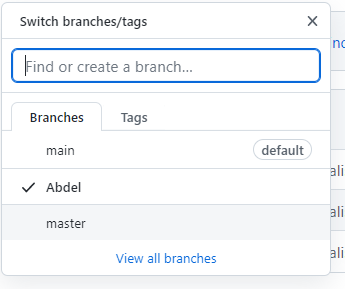 Switch branches/tags
Find or create a branch...
Branches Tags
main default
Abdel
master
View all branches